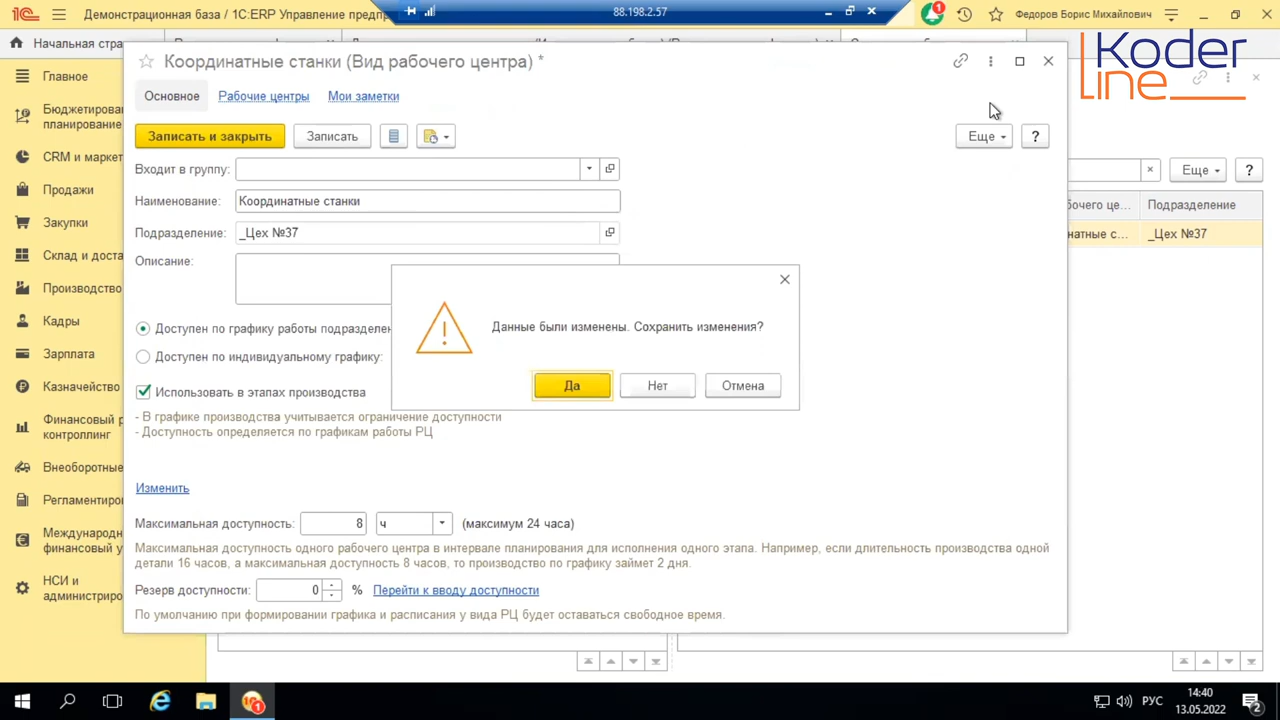 Демонстрационная база / 1С:ERP Управление предпр
88.198.2.57
Федоров Борис Михайлович
Начальная стра
Koder
line
Главное
Бюджетирован
планирование
CRM и маркет
Продажи
Закупки
Склад и доста
Производство
Кадры
Зарплата
Казначейство
Финансовый р
контроллинг
Внеоборотные
Регламентиров
Международн
финансовый у
НСИ и
администриро
Координатные станки (Вид рабочего центра) *
Основное
Рабочие центры
Мои заметки
Записать и закрыть
Записать
Еще
?
Входит в группу:
Наименование: Координатные станки
Подразделение: _Цех №37
Описание:
Доступен по графику работы подразделен
Доступен по индивидуальному графику:
Использовать в этапах производства
- В графике производства учитывается ограничение доступности
- Доступность определяется по графикам работы РЦ
Изменить
Максимальная доступность: 8 ч (максимум 24 часа)
Максимальная доступность одного рабочего центра в интервале планирования для исполнения одного этапа. Например, если длительность производства одной
детали 16 часов, а максимальная доступность 8 часов, то производство по графику займет 2 дня.
Резерв доступности: 0 % Перейти к вводу доступности
По умолчанию при формировании графика и расписания у вида РЦ будет оставаться свободное время.
Данные были изменены. Сохранить изменения?
Да
Нет
Отмена
Еще
?
бочего це... Подразделение
натные с... _Цех №37
РУС
14:40
13.05.2022
2